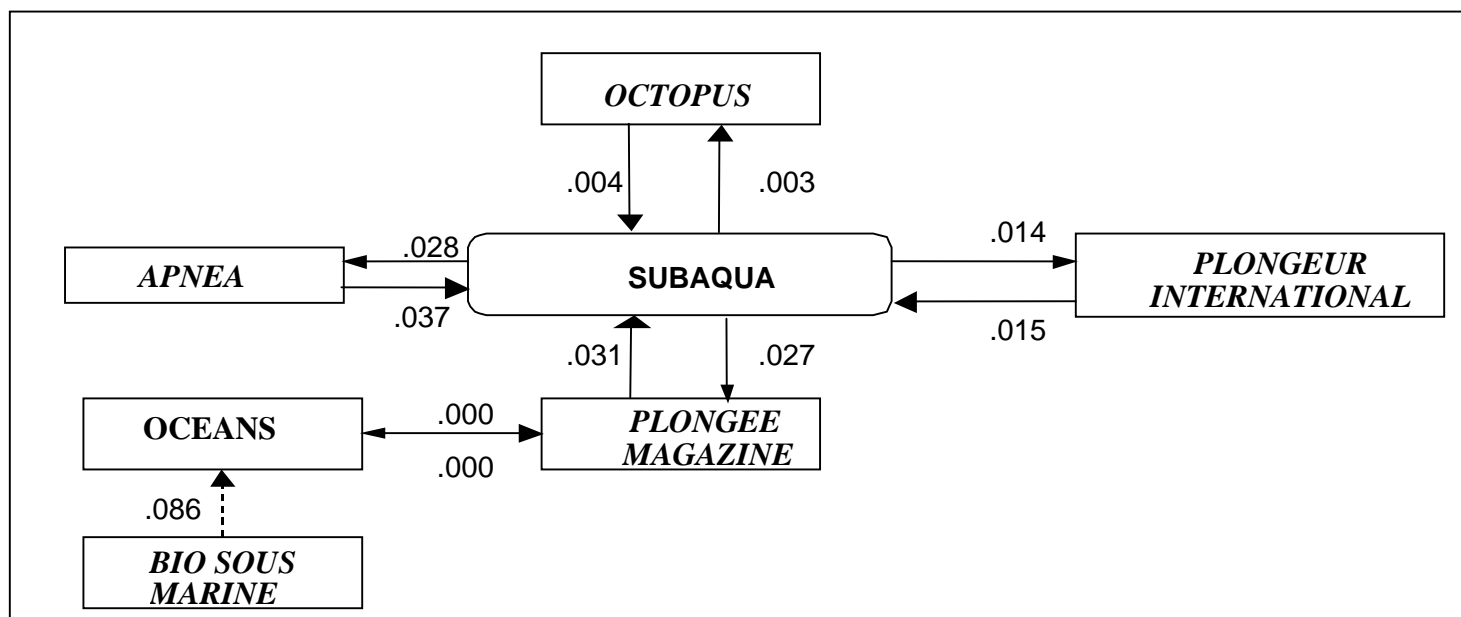 OCTOPUS
.004
.003
.028
.014
APNEA
SUBAQUA
PLONGEUR
INTERNATIONAL
.037
.015
.031
.027
OCEANS
.000
.000
PLONGEE
MAGAZINE
.086
BIO SOUS
MARINE